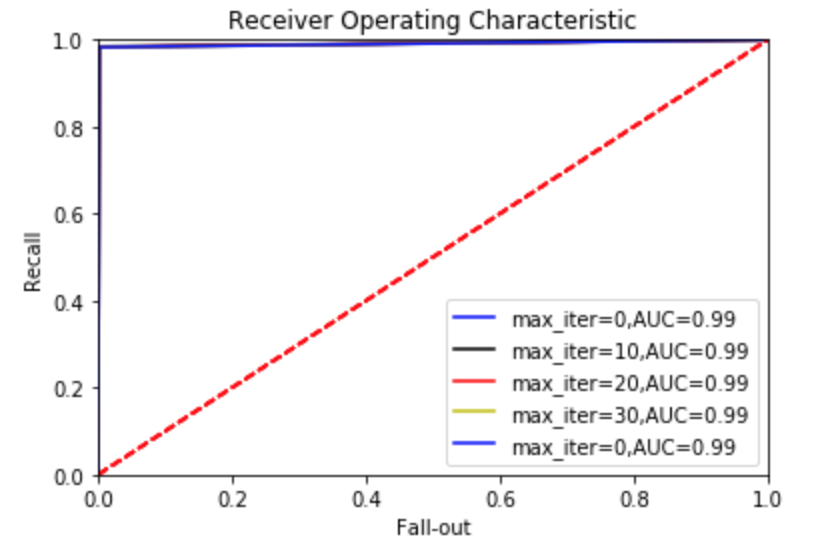 Receiver Operating Characteristic
1.0
0.8
0.6
0.4
0.2
0.0
Recall
max_iter=0,AUC=0.99
max_iter=10,AUC=0.99
max_iter=20,AUC=0.99
max_iter=30,AUC=0.99
max_iter=0,AUC=0.99
0.0 0.2 0.4 0.6 0.8 1.0
Fall-out